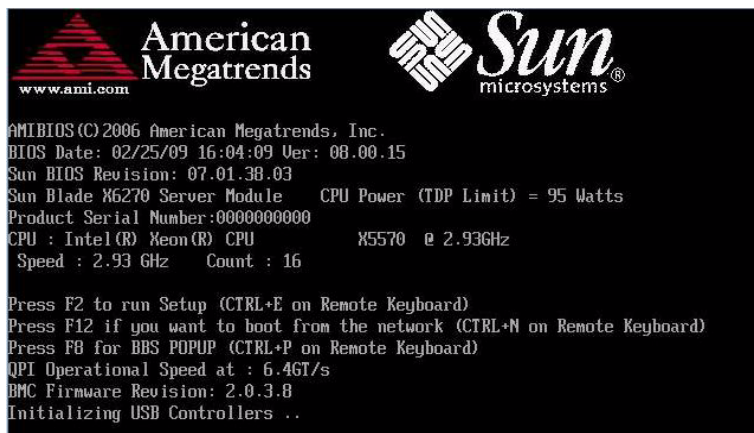 American
Megatrends
www.ami.com
Sun®
microsystems
AMIBIOS(C)2006 American Megatrends, Inc.
BIOS Date: 02/25/09 16:04:09 Ver: 08.00.15
Sun BIOS Revision: 07.01.38.03
Sun Blade X6270 Server Module    CPU Power (TDP Limit) = 95 Watts
Product Serial Number:0000000000
CPU : Intel(R) Xeon(R) CPU           X5570  @ 2.93GHz
 Speed : 2.93 GHz    Count : 16
Press F2 to run Setup (CTRL+E on Remote Keyboard)
Press F12 if you want to boot from the network (CTRL+N on Remote Keyboard)
Press F8 for BBS POPUP (CTRL+P on Remote Keyboard)
QPI Operational Speed at : 6.4GT/s
BMC Firmware Revision: 2.0.3.8
Initializing USB Controllers ..